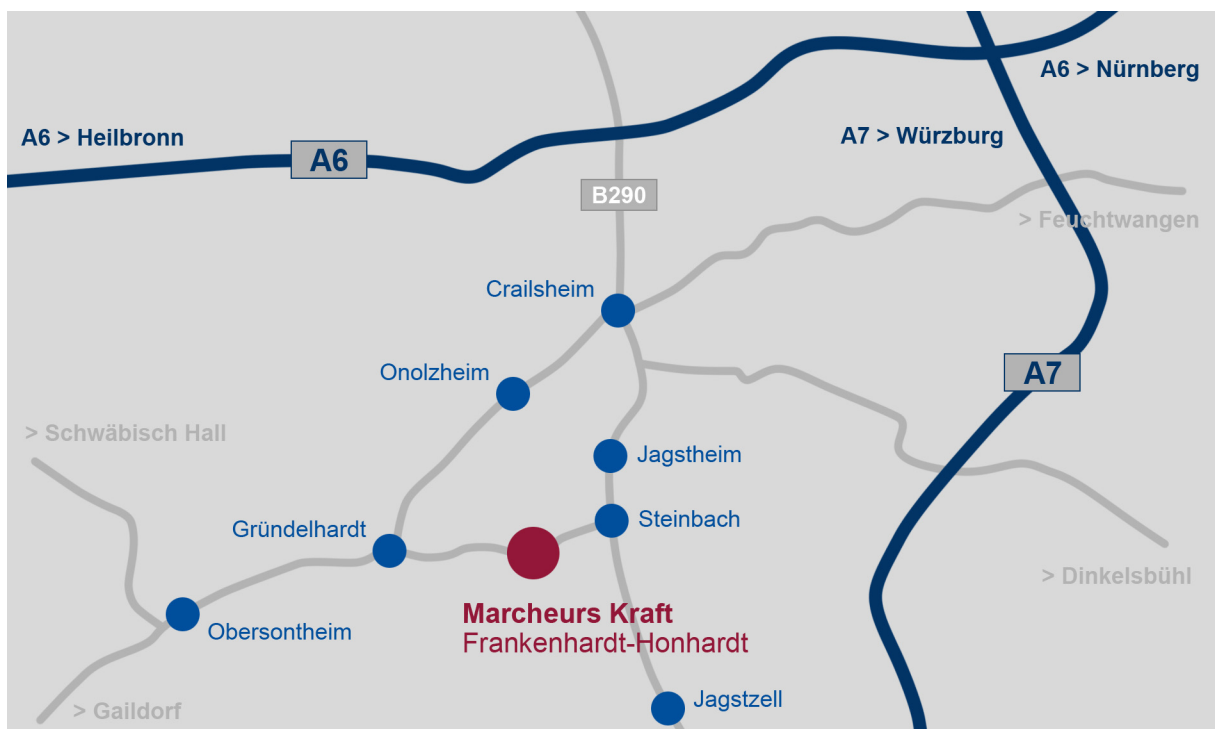 A6 > Nürnberg
A6 > Heilbronn
A7 > Würzburg
A6
B290
> Feuchtwangen
Crailsheim
Onolzheim
A7
> Schwäbisch Hall
Jagstheim
Steinbach
Gründelhardt
> Dinkelsbühl
Marcheurs Kraft
Frankenhardt-Honhardt
Obersontheim
Jagstzell
> Gaildorf